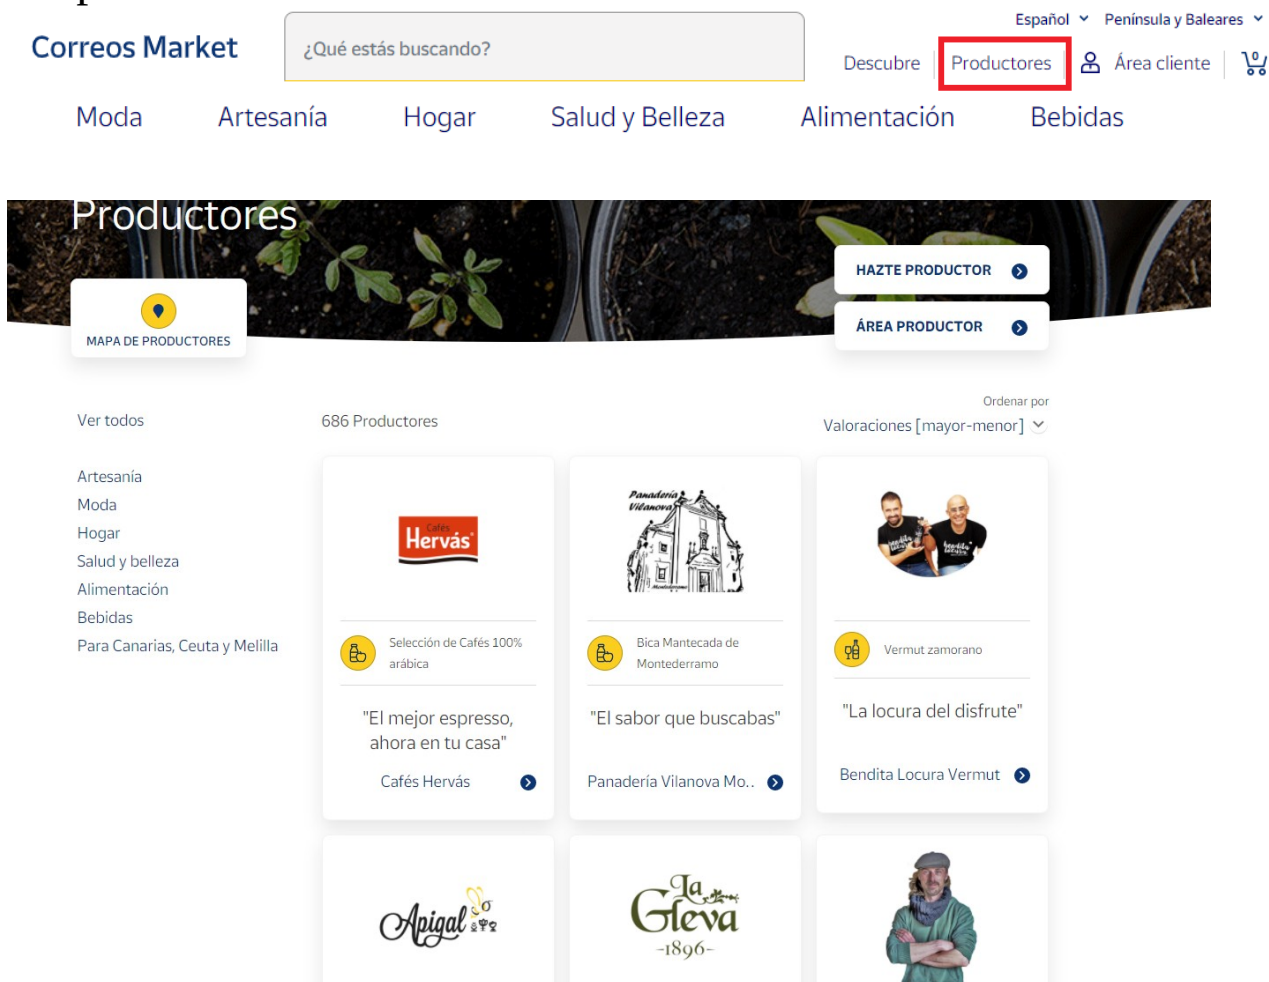 Español
Península y Baleares
Correos Market
¿Qué estás buscando?
Descubre
Productores
Área cliente
0
Moda
Artesanía
Hogar
Salud y Belleza
Alimentación
Bebidas
Productores
HAZTE PRODUCTOR
MAPA DE PRODUCTORES
ÁREA PRODUCTOR
Ver todos
686 Productores
Ordenar por
Valoraciones [mayor-menor]
Artesanía
Moda
Hogar
Salud y belleza
Alimentación
Bebidas
Para Canarias, Ceuta y Melilla
Cafés
Hervás
Selección de Cafés 100%
arábica
"El mejor espresso,
ahora en tu casa"
Cafés Hervás
Panadería
Vilanova
Montederramo
Bica Mantecada de
Montederramo
"El sabor que buscabas"
Panadería Vilanova Mo..
bendita
locura
Vermut zamorano
"La locura del disfrute"
Bendita Locura Vermut
Apigal
La
Gleva
-1896-